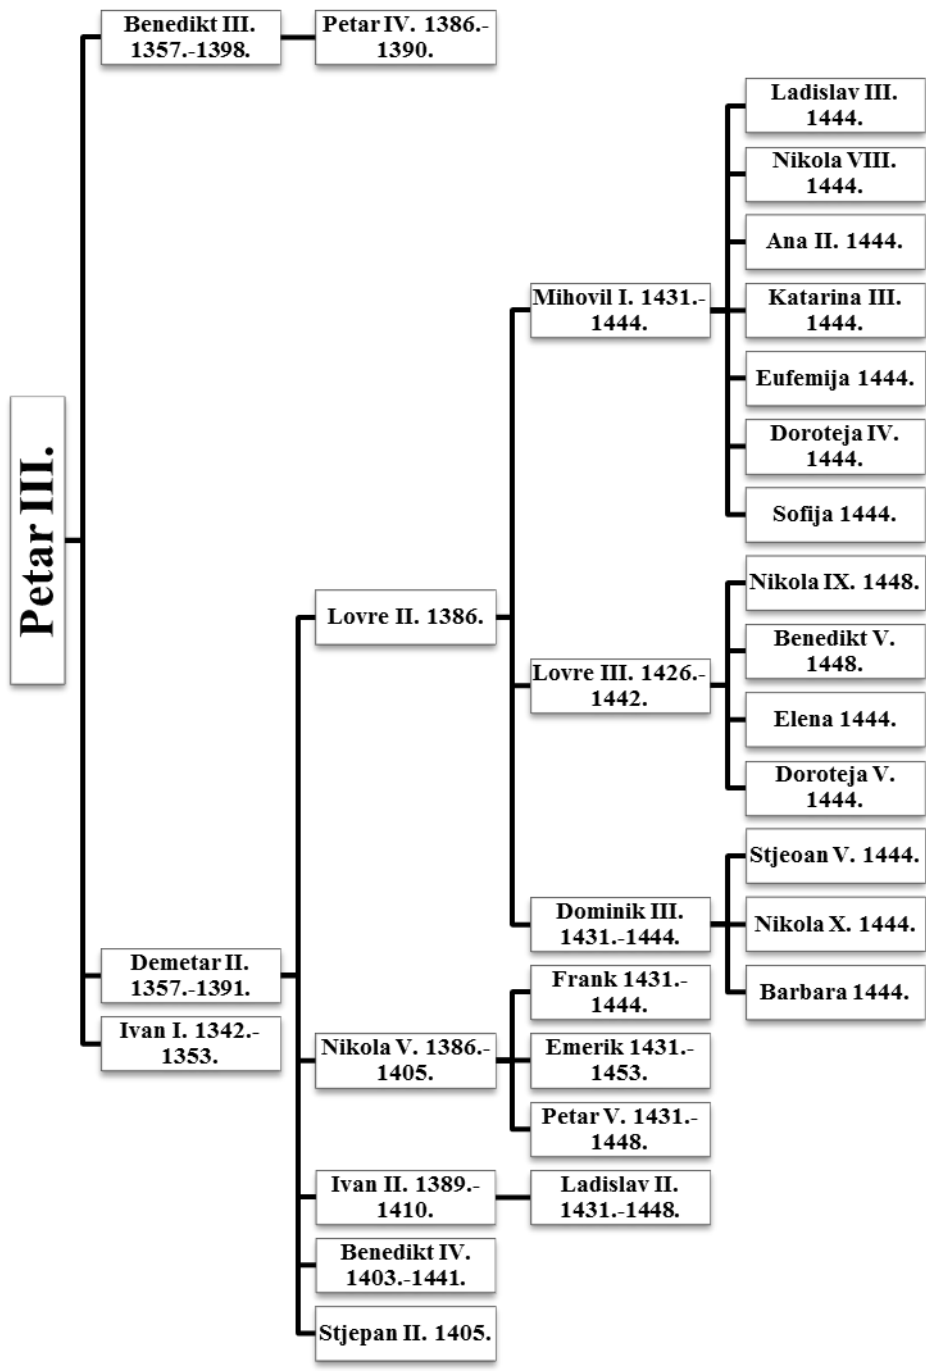 Petar III.
Benedikt III.
1357.-1398.
Petar IV. 1386.-
1390.
Demetar II.
1357.-1391.
Lovre II. 1386.
Mihovil I. 1431.-
1444.
Ladislav III.
1444.
Nikola VIII.
1444.
Ana II. 1444.
Katarina III.
1444.
Eufemija 1444.
Doroteja IV.
1444.
Sofija 1444.
Lovre III. 1426.-
1442.
Nikola IX. 1448.
Benedikt V.
1448.
Elena 1444.
Doroteja V.
1444.
Dominik III.
1431.-1444.
Stjeoan V. 1444.
Nikola X. 1444.
Barbara 1444.
Nikola V. 1386.-
1405.
Frank 1431.-
1444.
Emerik 1431.-
1453.
Petar V. 1431.-
1448.
Ivan II. 1389.-
1410.
Ladislav II.
1431.-1448.
Benedikt IV.
1403.-1441.
Stjepan II. 1405.
Ivan I. 1342.-
1353.